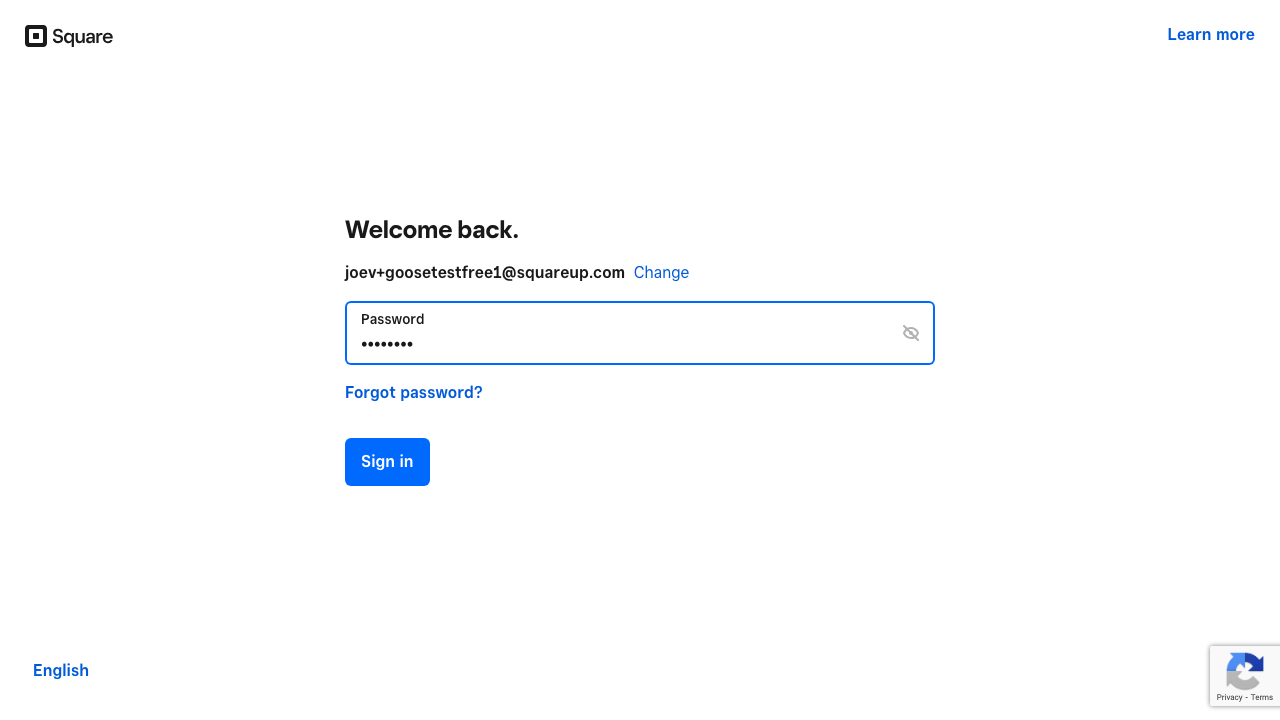 Square
Learn more
Welcome back.
joev+goosetestfree1@squareup.com Change
Password
••••••••
Forgot password?
Sign in
English
Privacy - Terms